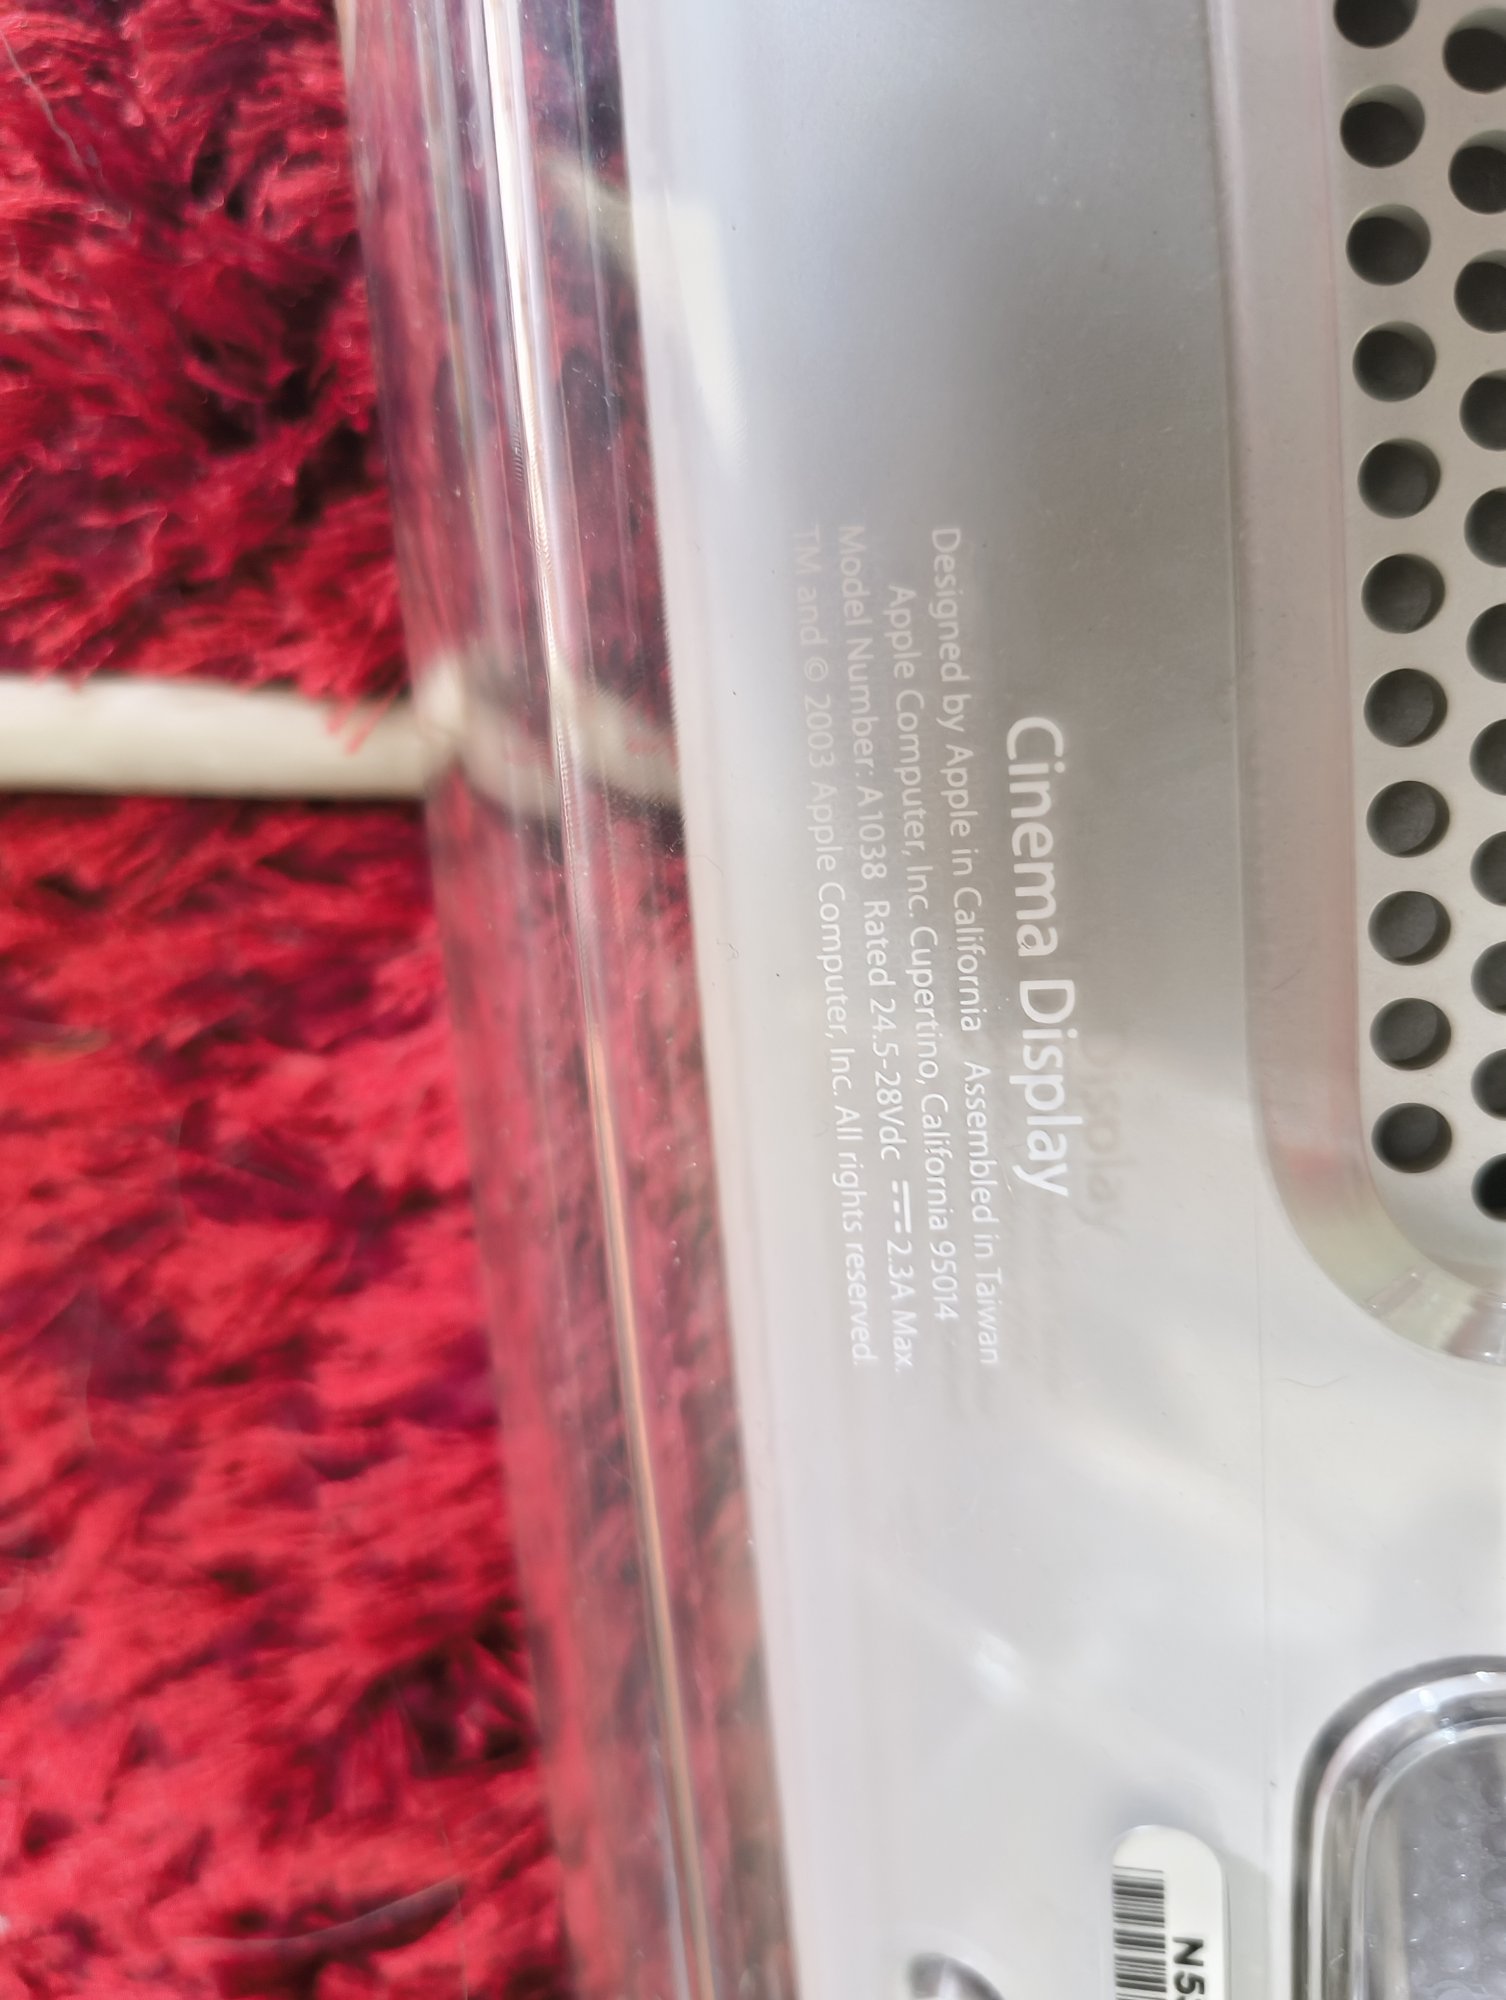 Cinema Display
Designed by Apple in California   Assembled in Taiwan
Apple Computer, Inc. Cupertino, California 95014
Model Number: A1038  Rated 24.5-28Vdc ⎓ 2.3A Max.
TM and © 2003 Apple Computer, Inc. All rights reserved.